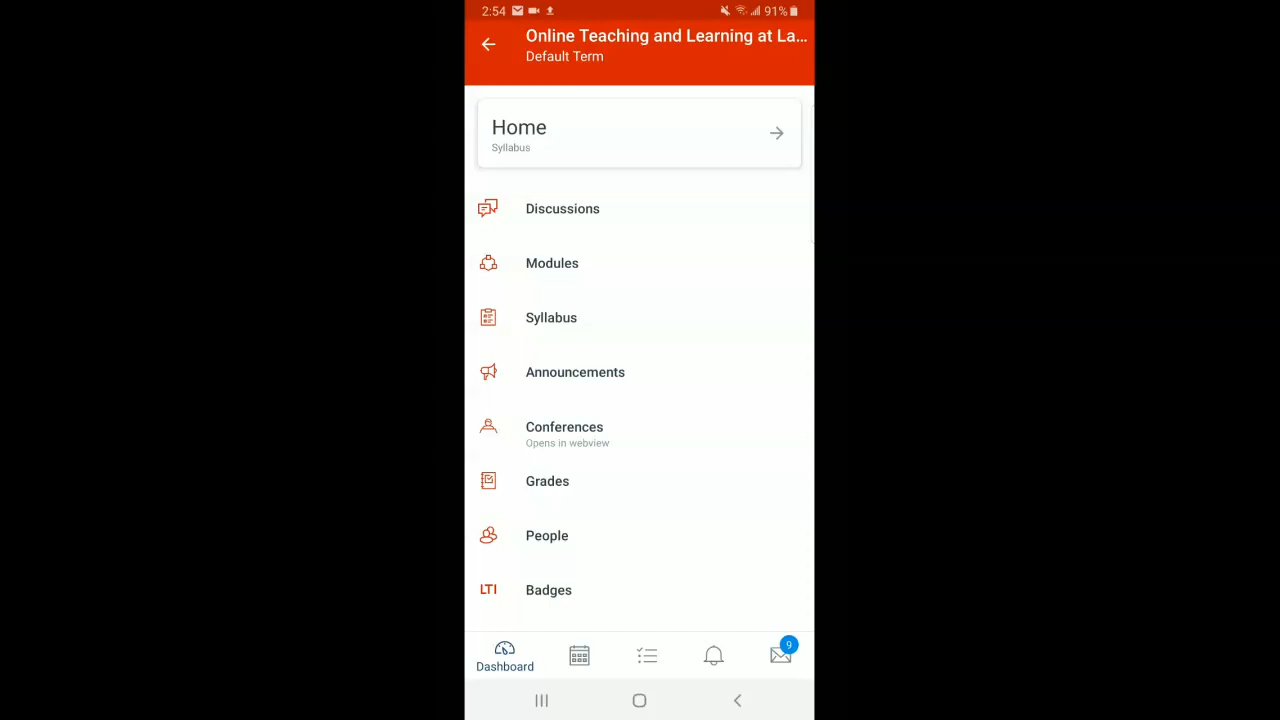 2:54
91%
Online Teaching and Learning at La...
Default Term
Home
Syllabus
Discussions
Modules
Syllabus
Announcements
Conferences
Opens in webview
Grades
People
LTI Badges
9
Dashboard